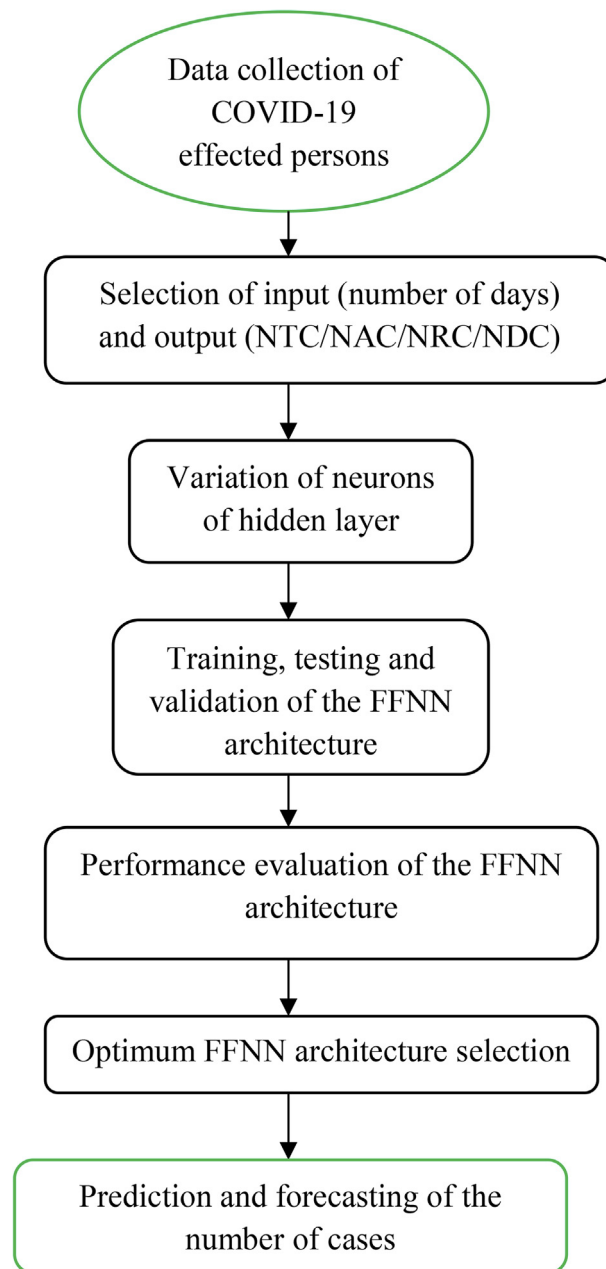 Data collection of
COVID-19
effected persons
Selection of input (number of days)
and output (NTC/NAC/NRC/NDC)
Variation of neurons
of hidden layer
Training, testing and
validation of the FFNN
architecture
Performance evaluation of the FFNN
architecture
Optimum FFNN architecture selection
Prediction and forecasting of the
number of cases